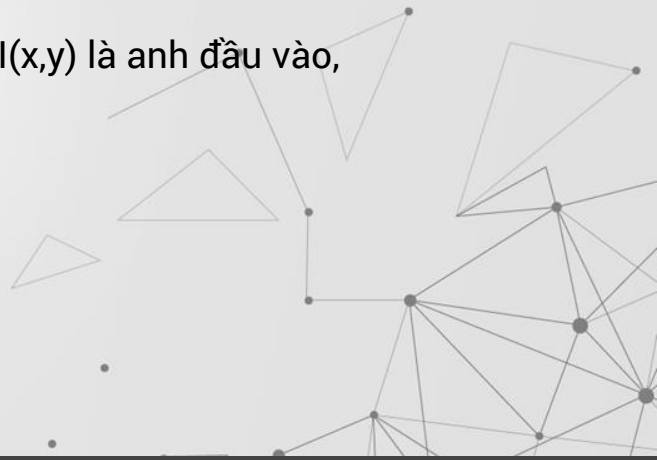 I(x,y) là anh đầu vào,